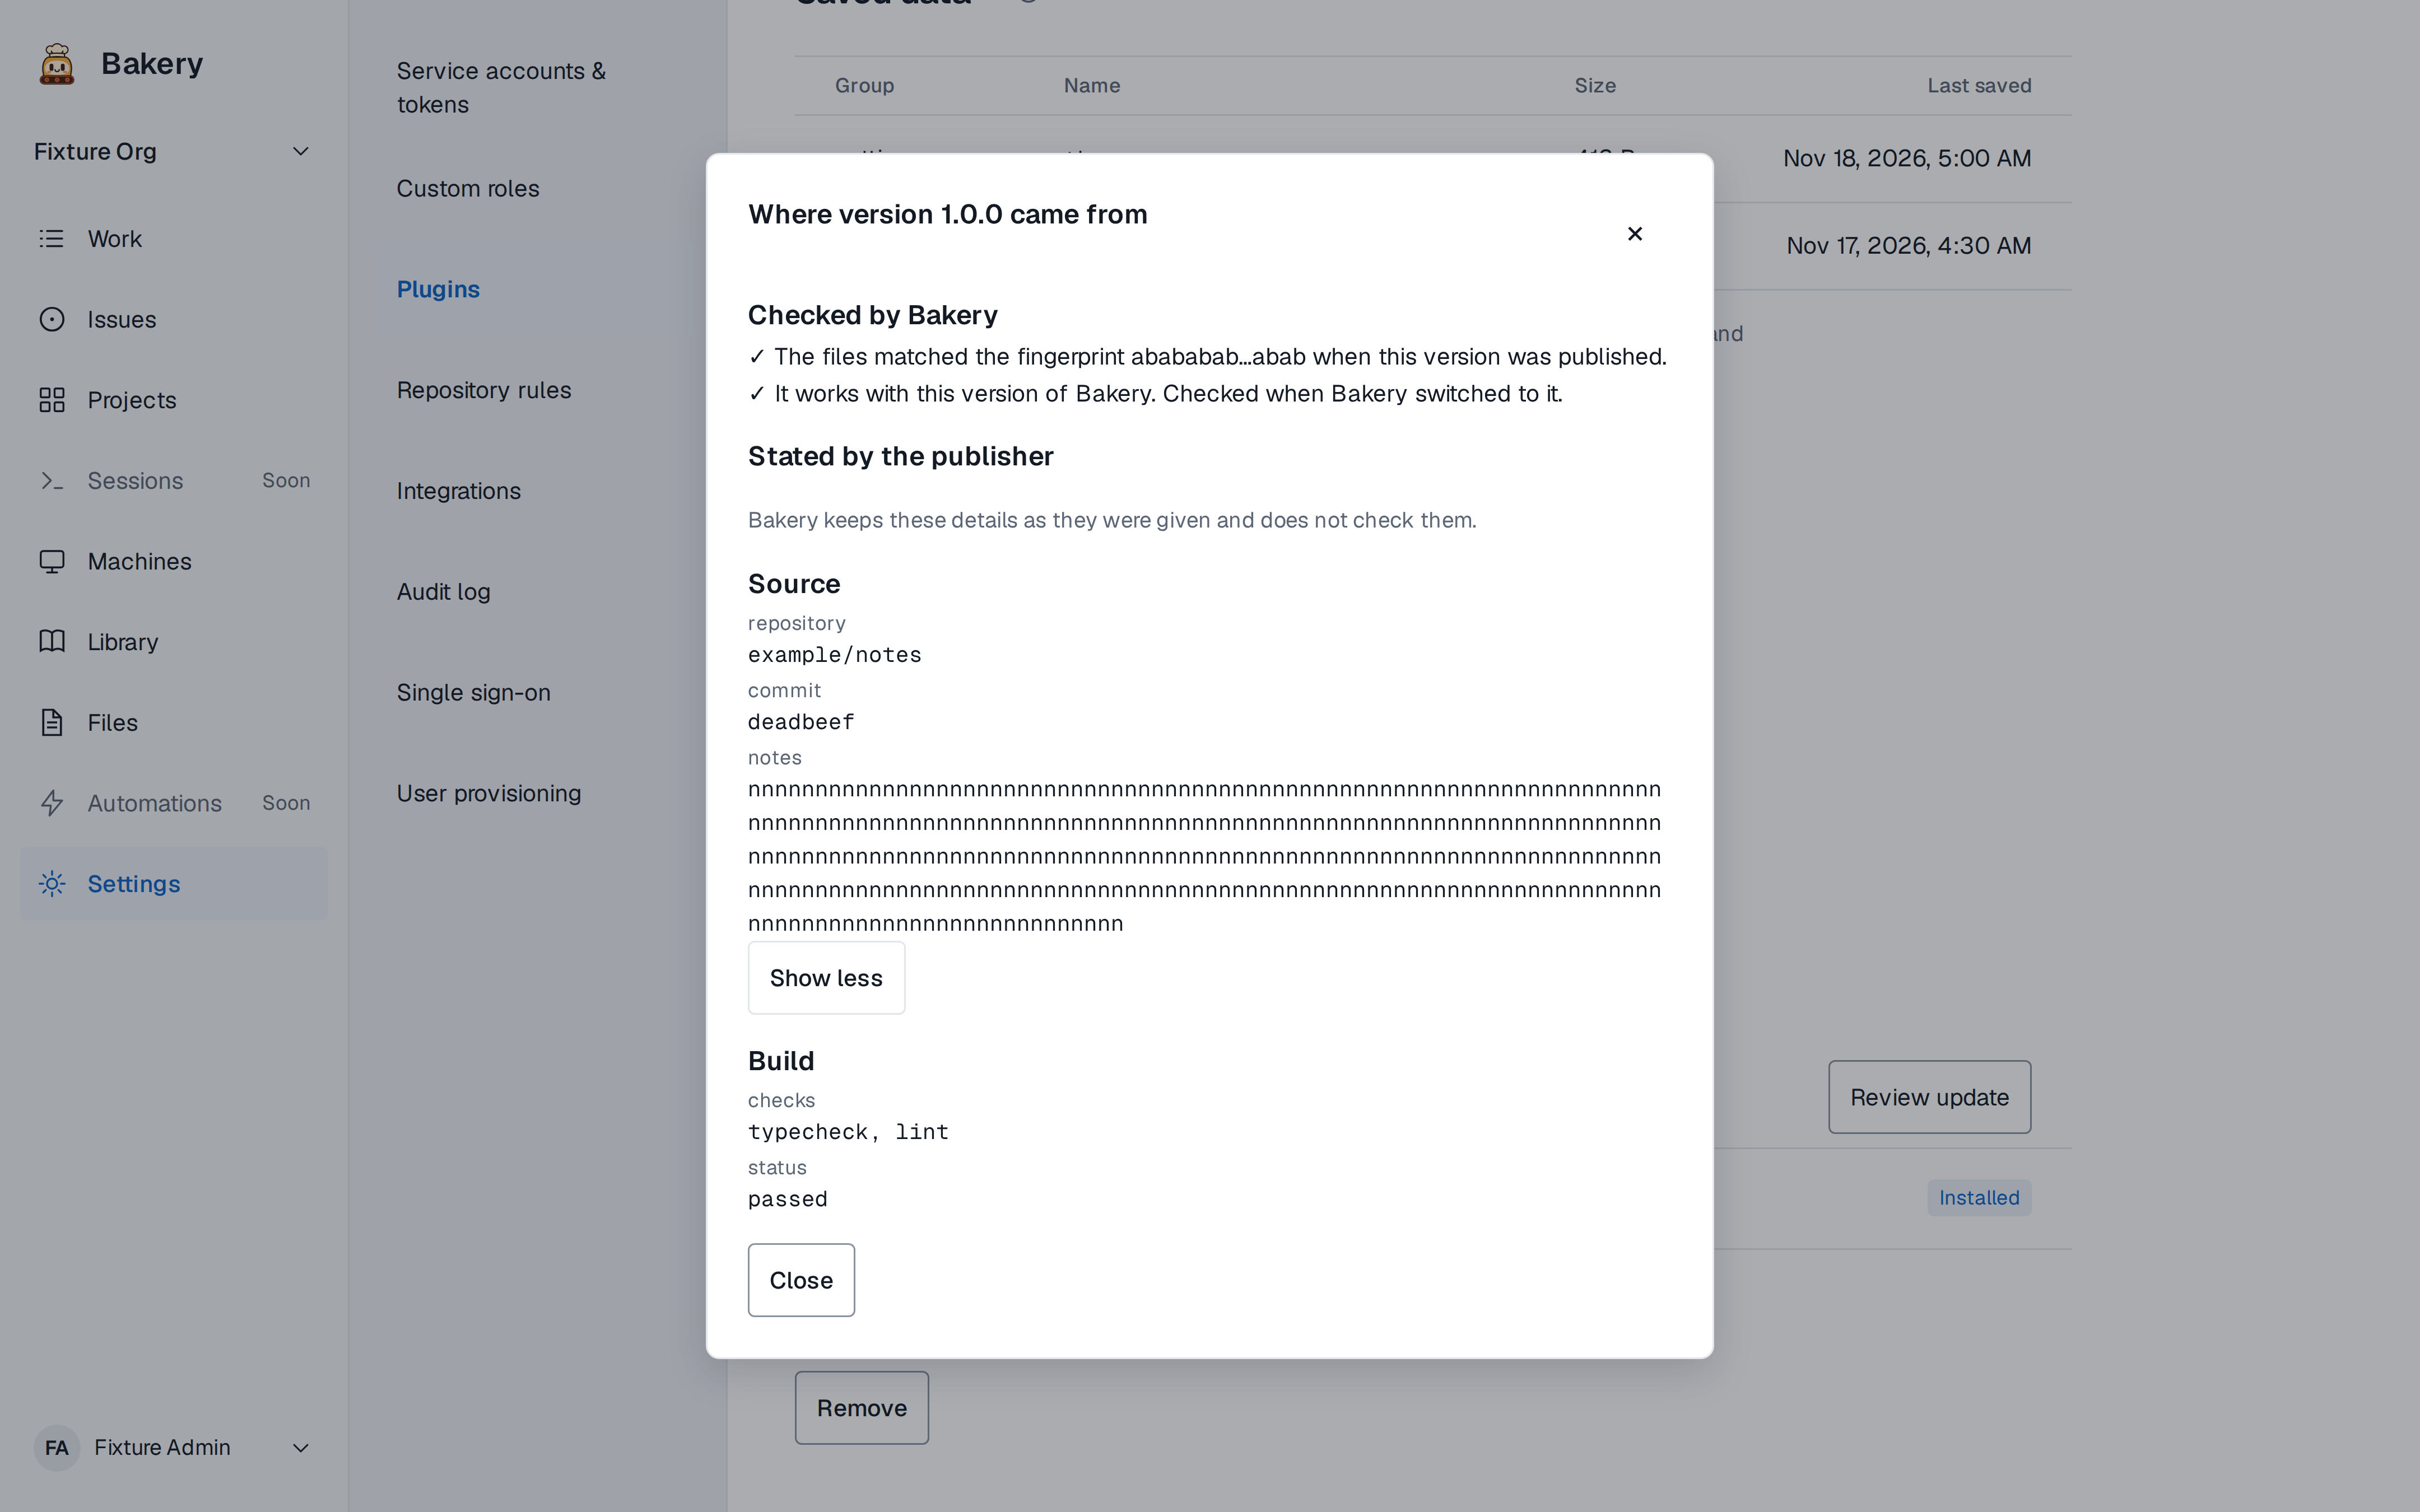 Bakery
Fixture Org
Work
Issues
Projects
Sessions Soon
Machines
Library
Files
Automations Soon
Settings
FA Fixture Admin
Service accounts &
tokens
Custom roles
Plugins
Repository rules
Integrations
Audit log
Single sign-on
User provisioning
Group Name Size Last saved
Nov 18, 2026, 5:00 AM
Nov 17, 2026, 4:30 AM
and
Where version 1.0.0 came from
Checked by Bakery
✓ The files matched the fingerprint abababab…abab when this version was published.
✓ It works with this version of Bakery. Checked when Bakery switched to it.
Stated by the publisher
Bakery keeps these details as they were given and does not check them.
Source
repository
example/notes
commit
deadbeef
notes
nnnnnnnnnnnnnnnnnnnnnnnnnnnnnnnnnnnnnnnnnnnnnnnnnnnnnnnnnnnnnnnnnnnn
nnnnnnnnnnnnnnnnnnnnnnnnnnnnnnnnnnnnnnnnnnnnnnnnnnnnnnnnnnnnnnnnnnnn
nnnnnnnnnnnnnnnnnnnnnnnnnnnnnnnnnnnnnnnnnnnnnnnnnnnnnnnnnnnnnnnnnnnn
nnnnnnnnnnnnnnnnnnnnnnnnnnnnnnnnnnnnnnnnnnnnnnnnnnnnnnnnnnnnnnnnnnnn
nnnnnnnnnnnnnnnnnnnnnnnnnnnn
Show less
Build
checks
typecheck, lint
status
passed
Close
Review update
Installed
Remove